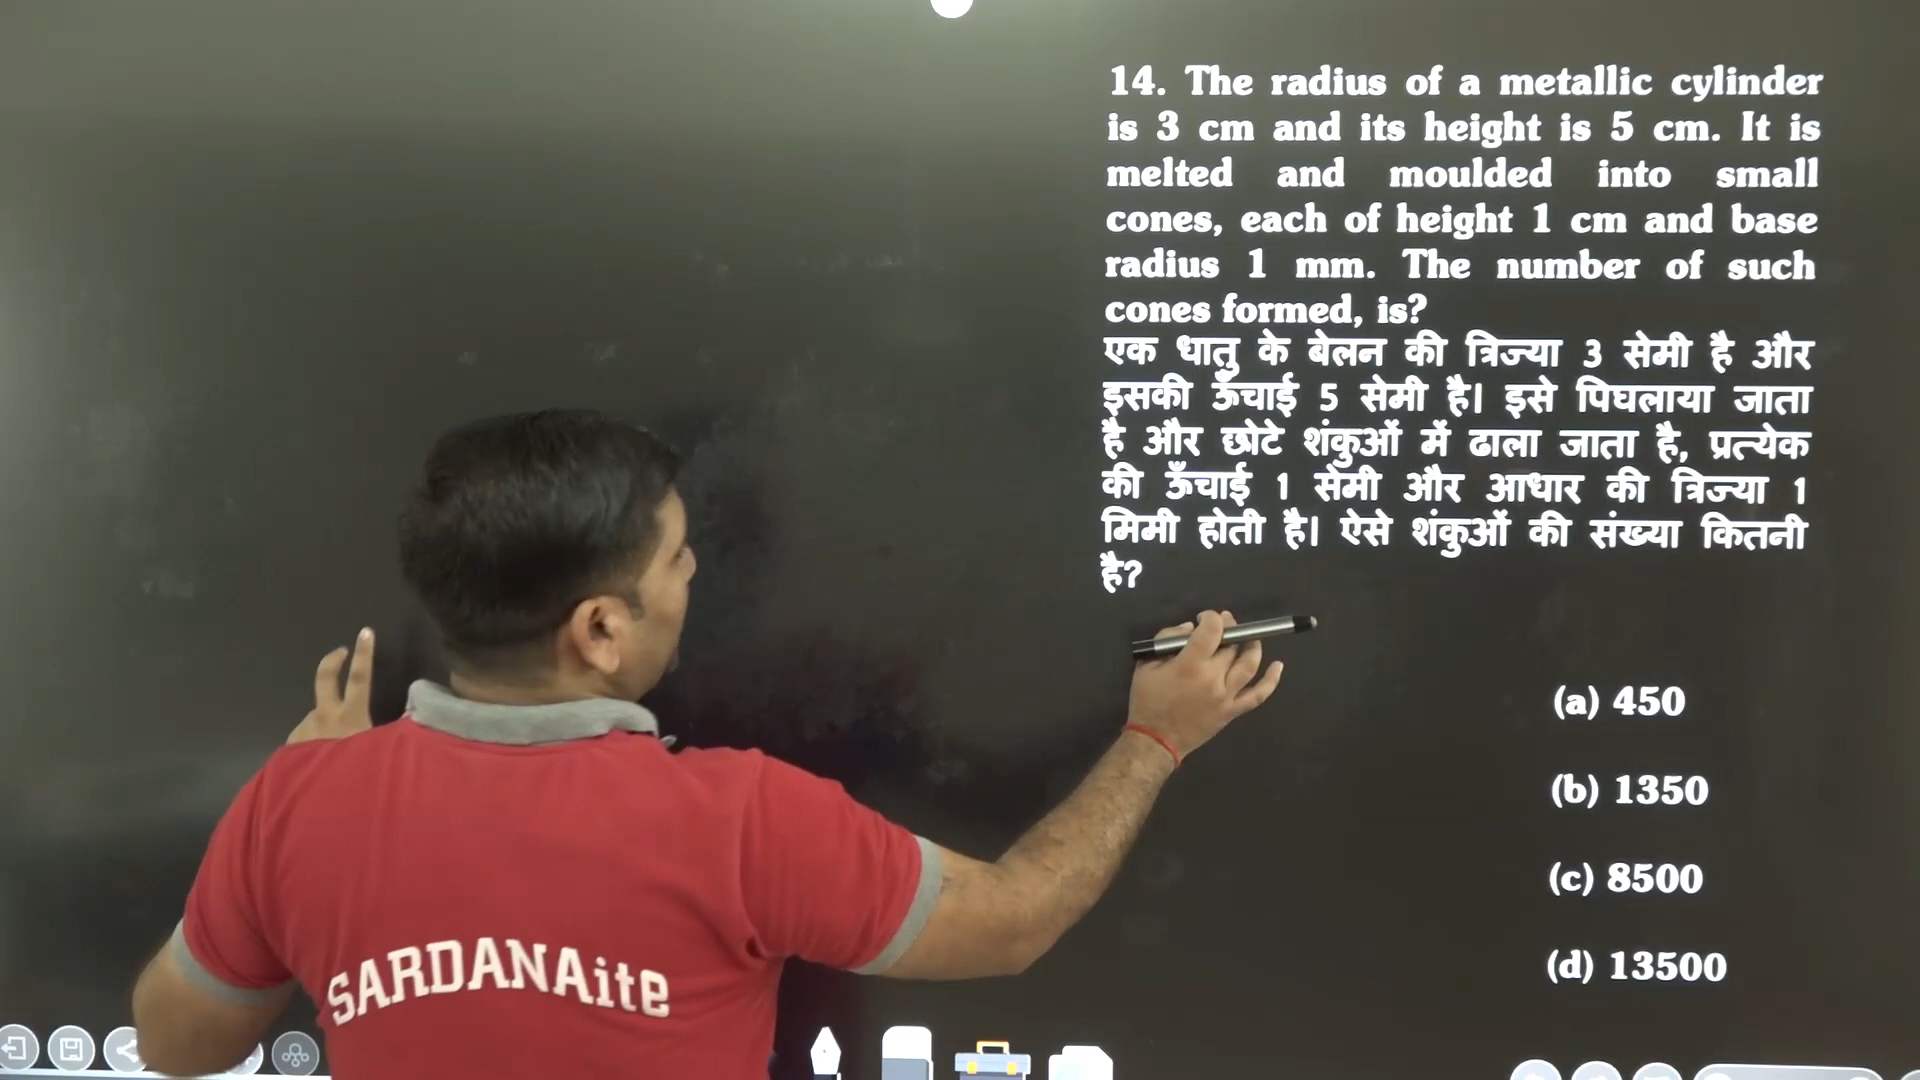 14. The radius of a metallic cylinder
is 3 cm and its height is 5 cm. It is
melted and moulded into small
cones, each of height 1 cm and base
radius 1 mm. The number of such
cones formed, is?
एक धातु के बेलन की त्रिज्या 3 सेमी है और
इसकी ऊँचाई 5 सेमी है। इसे पिघलाया जाता
है और छोटे शंकुओं में ढाला जाता है, प्रत्येक
की ऊँचाई 1 सेमी और आधार की त्रिज्या 1
मिमी होती है। ऐसे शंकुओं की संख्या कितनी
है?
(a) 450
(b) 1350
(c) 8500
(d) 13500
SARDANAite